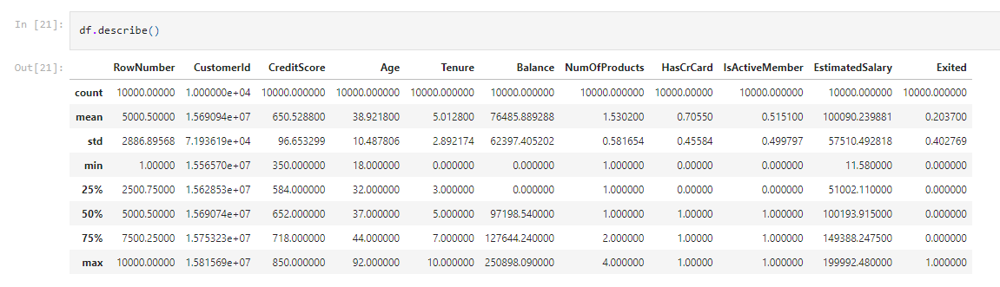 In [21]:
df.describe()
Out[21]:
RowNumber CustomerId CreditScore Age Tenure Balance NumOfProducts HasCrCard IsActiveMember EstimatedSalary Exited
count 10000.00000 1.000000e+04 10000.000000 10000.000000 10000.000000 10000.000000 10000.000000 10000.00000 10000.000000 10000.000000 10000.000000
mean 5000.50000 1.569094e+07 650.528800 38.921800 5.012800 76485.889288 1.530200 0.70550 0.515100 100090.239881 0.203700
std 2886.89568 7.193619e+04 96.653299 10.487806 2.892174 62397.405202 0.581654 0.45584 0.499797 57510.492818 0.402769
min 1.00000 1.556570e+07 350.000000 18.000000 0.000000 0.000000 1.000000 0.00000 0.000000 11.580000 0.000000
25% 2500.75000 1.562853e+07 584.000000 32.000000 3.000000 0.000000 1.000000 0.00000 0.000000 51002.110000 0.000000
50% 5000.50000 1.569074e+07 652.000000 37.000000 5.000000 97198.540000 1.000000 1.00000 1.000000 100193.915000 0.000000
75% 7500.25000 1.575323e+07 718.000000 44.000000 7.000000 127644.240000 2.000000 1.00000 1.000000 149388.247500 0.000000
max 10000.00000 1.581569e+07 850.000000 92.000000 10.000000 250898.090000 4.000000 1.00000 1.000000 199992.480000 1.000000